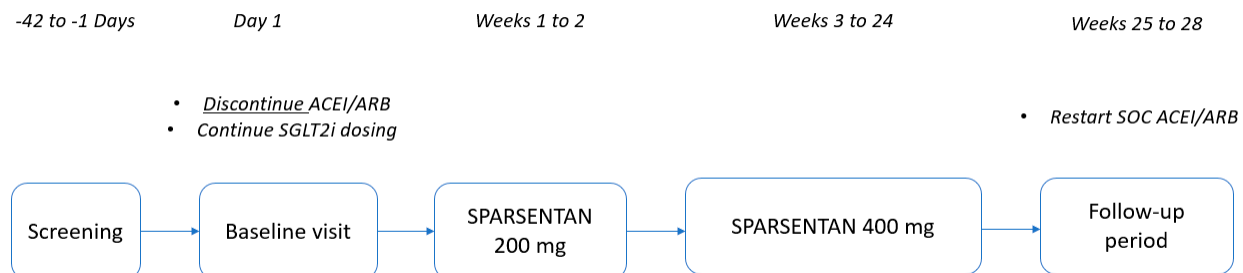 -42 to -1 Days
Day 1
Weeks 1 to 2
Weeks 3 to 24
Weeks 25 to 28
• Discontinue ACEI/ARB
• Continue SGLT2i dosing
• Restart SOC ACEI/ARB
Screening
Baseline visit
SPARSENTAN
200 mg
SPARSENTAN 400 mg
Follow-up
period